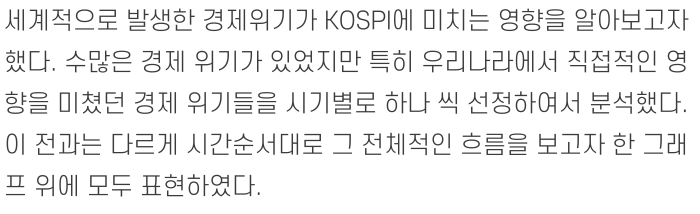 세계적으로 발생한 경제위기가 KOSPI에 미치는 영향을 알아보고자
했다. 수많은 경제 위기가 있었지만 특히 우리나라에서 직접적인 영
향을 미쳤던 경제 위기들을 시기별로 하나 씩 선정하여서 분석했다.
이 전과는 다르게 시간순서대로 그 전체적인 흐름을 보고자 한 그래
프 위에 모두 표현하였다.